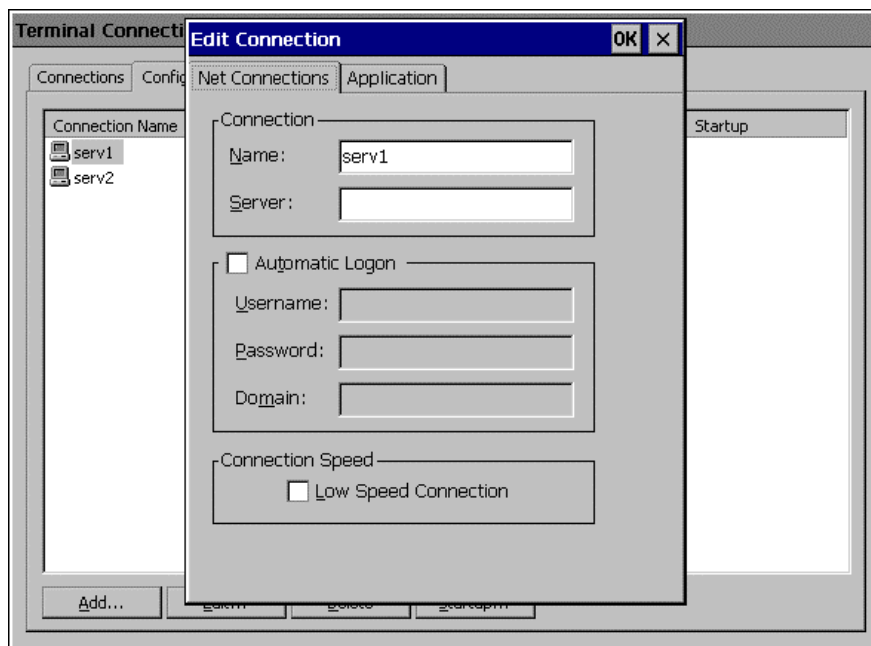 Terminal Connecti
Edit Connection
OK
Connections
Config
Net Connections
Application
Connection Name
Startup
serv1
serv2
Connection
Name:
serv1
Server:
Automatic Logon
Username:
Password:
Domain:
Connection Speed
Low Speed Connection
Add...